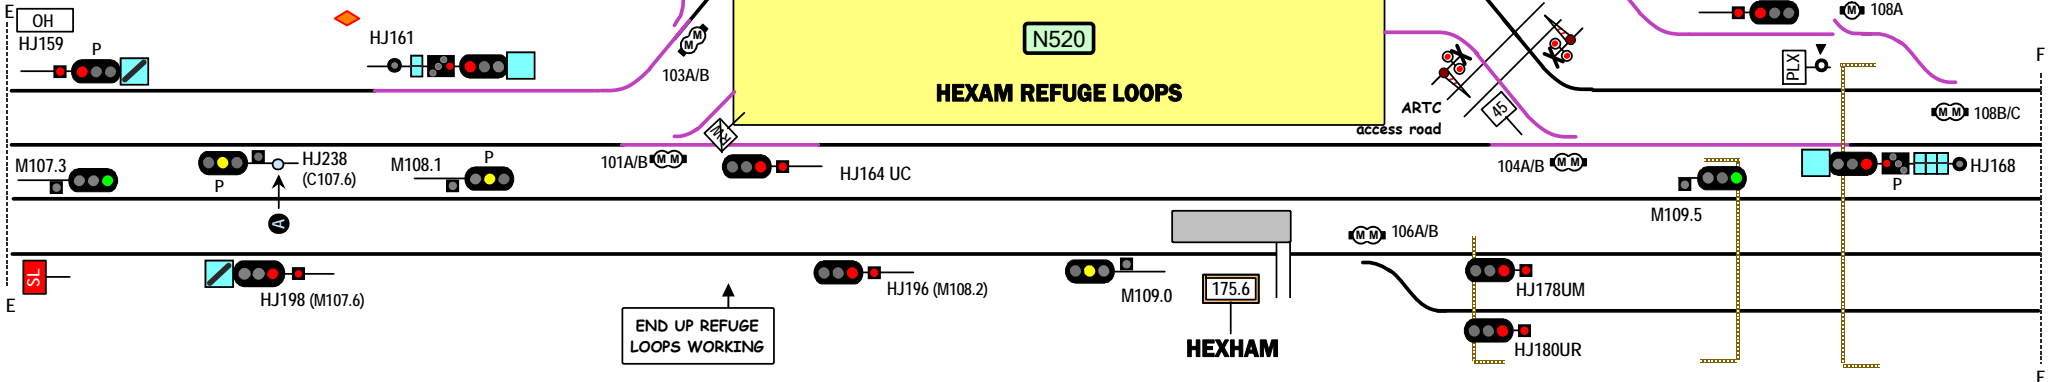 E
OH
HJ159
P
HJ161
M M
103A/B
N520
HEXAM REFUGE LOOPS
ARTC
access road
45
M
108A
PLX
F
M M
108B/C
M107.3
P
HJ238
(C107.6)
A
M108.1
P
101A/B
M M
RW
HJ164 UC
104A/B
M M
M109.5
P
HJ168
SL
HJ198 (M107.6)
E
END UP REFUGE
LOOPS WORKING
HJ196 (M108.2)
M109.0
175.6
HEXHAM
M M
106A/B
HJ178UM
HJ180UR
F